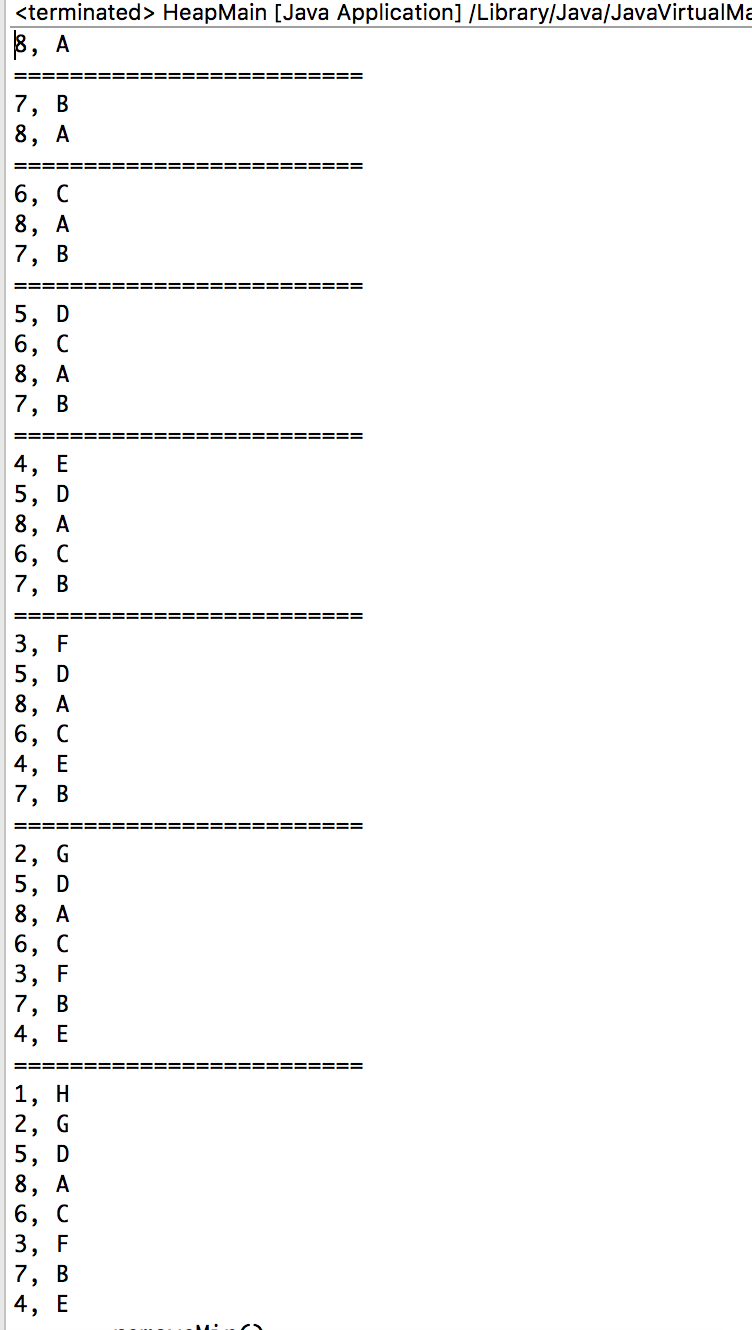 <terminated> HeapMain [Java Application] /Library/Java/JavaVirtualMa
8, A
=========================
7, B
8, A
=========================
6, C
8, A
7, B
=========================
5, D
6, C
8, A
7, B
=========================
4, E
5, D
8, A
6, C
7, B
=========================
3, F
5, D
8, A
6, C
4, E
7, B
=========================
2, G
5, D
8, A
6, C
3, F
7, B
4, E
=========================
1, H
2, G
5, D
8, A
6, C
3, F
7, B
4, E